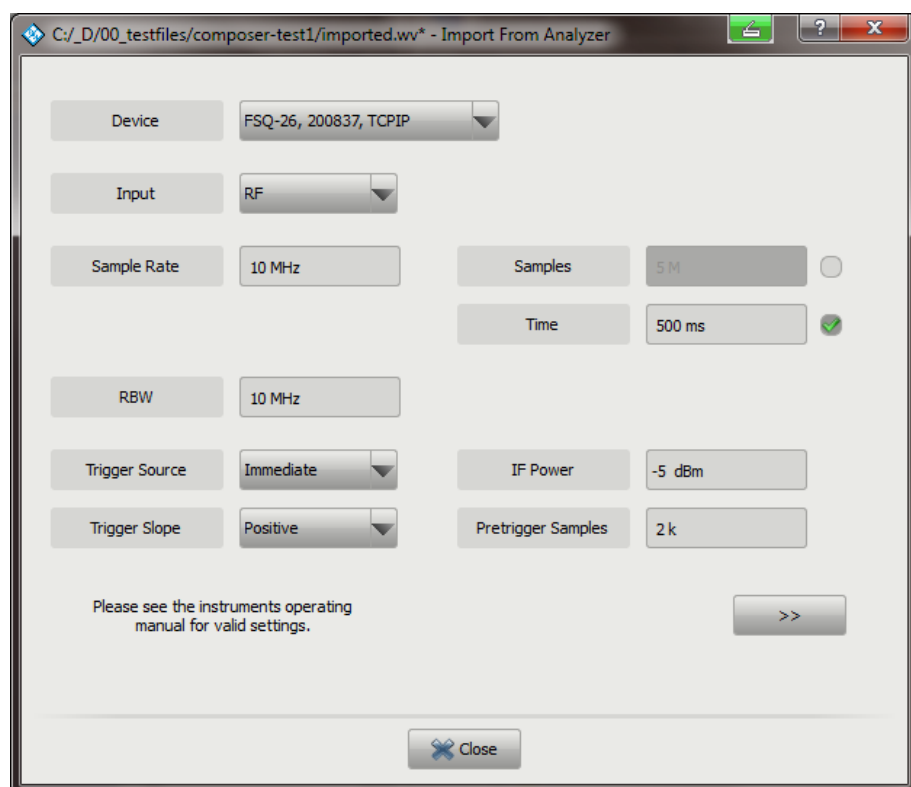 C:/_D/00_testfiles/composer-test1/imported.wv* - Import From Analyzer
?
X
Device
FSQ-26, 200837, TCPIP
Input
RF
Sample Rate
10 MHz
Samples
5 M
Time
500 ms
RBW
10 MHz
Trigger Source
Immediate
IF Power
-5 dBm
Trigger Slope
Positive
Pretrigger Samples
2 k
Please see the instruments operating
manual for valid settings.
>>
Close